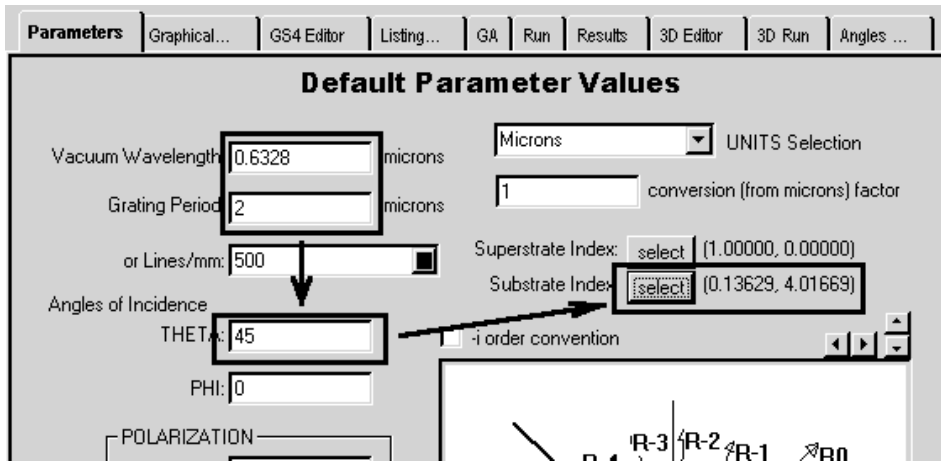 Parameters Graphical... GS4 Editor Listing... GA Run Results 3D Editor 3D Run Angles ...
Default Parameter Values
Vacuum Wavelength 0.6328 microns
Microns UNITS Selection
Grating Period 2 microns
1 conversion (from microns) factor
or Lines/mm: 500
Superstrate Index: select (1.00000, 0.00000)
Substrate Index select (0.13629, 4.01669)
Angles of Incidence
THETA: 45
-i order convention
PHI: 0
POLARIZATION
R-4 R-3 R-2 R-1 R0